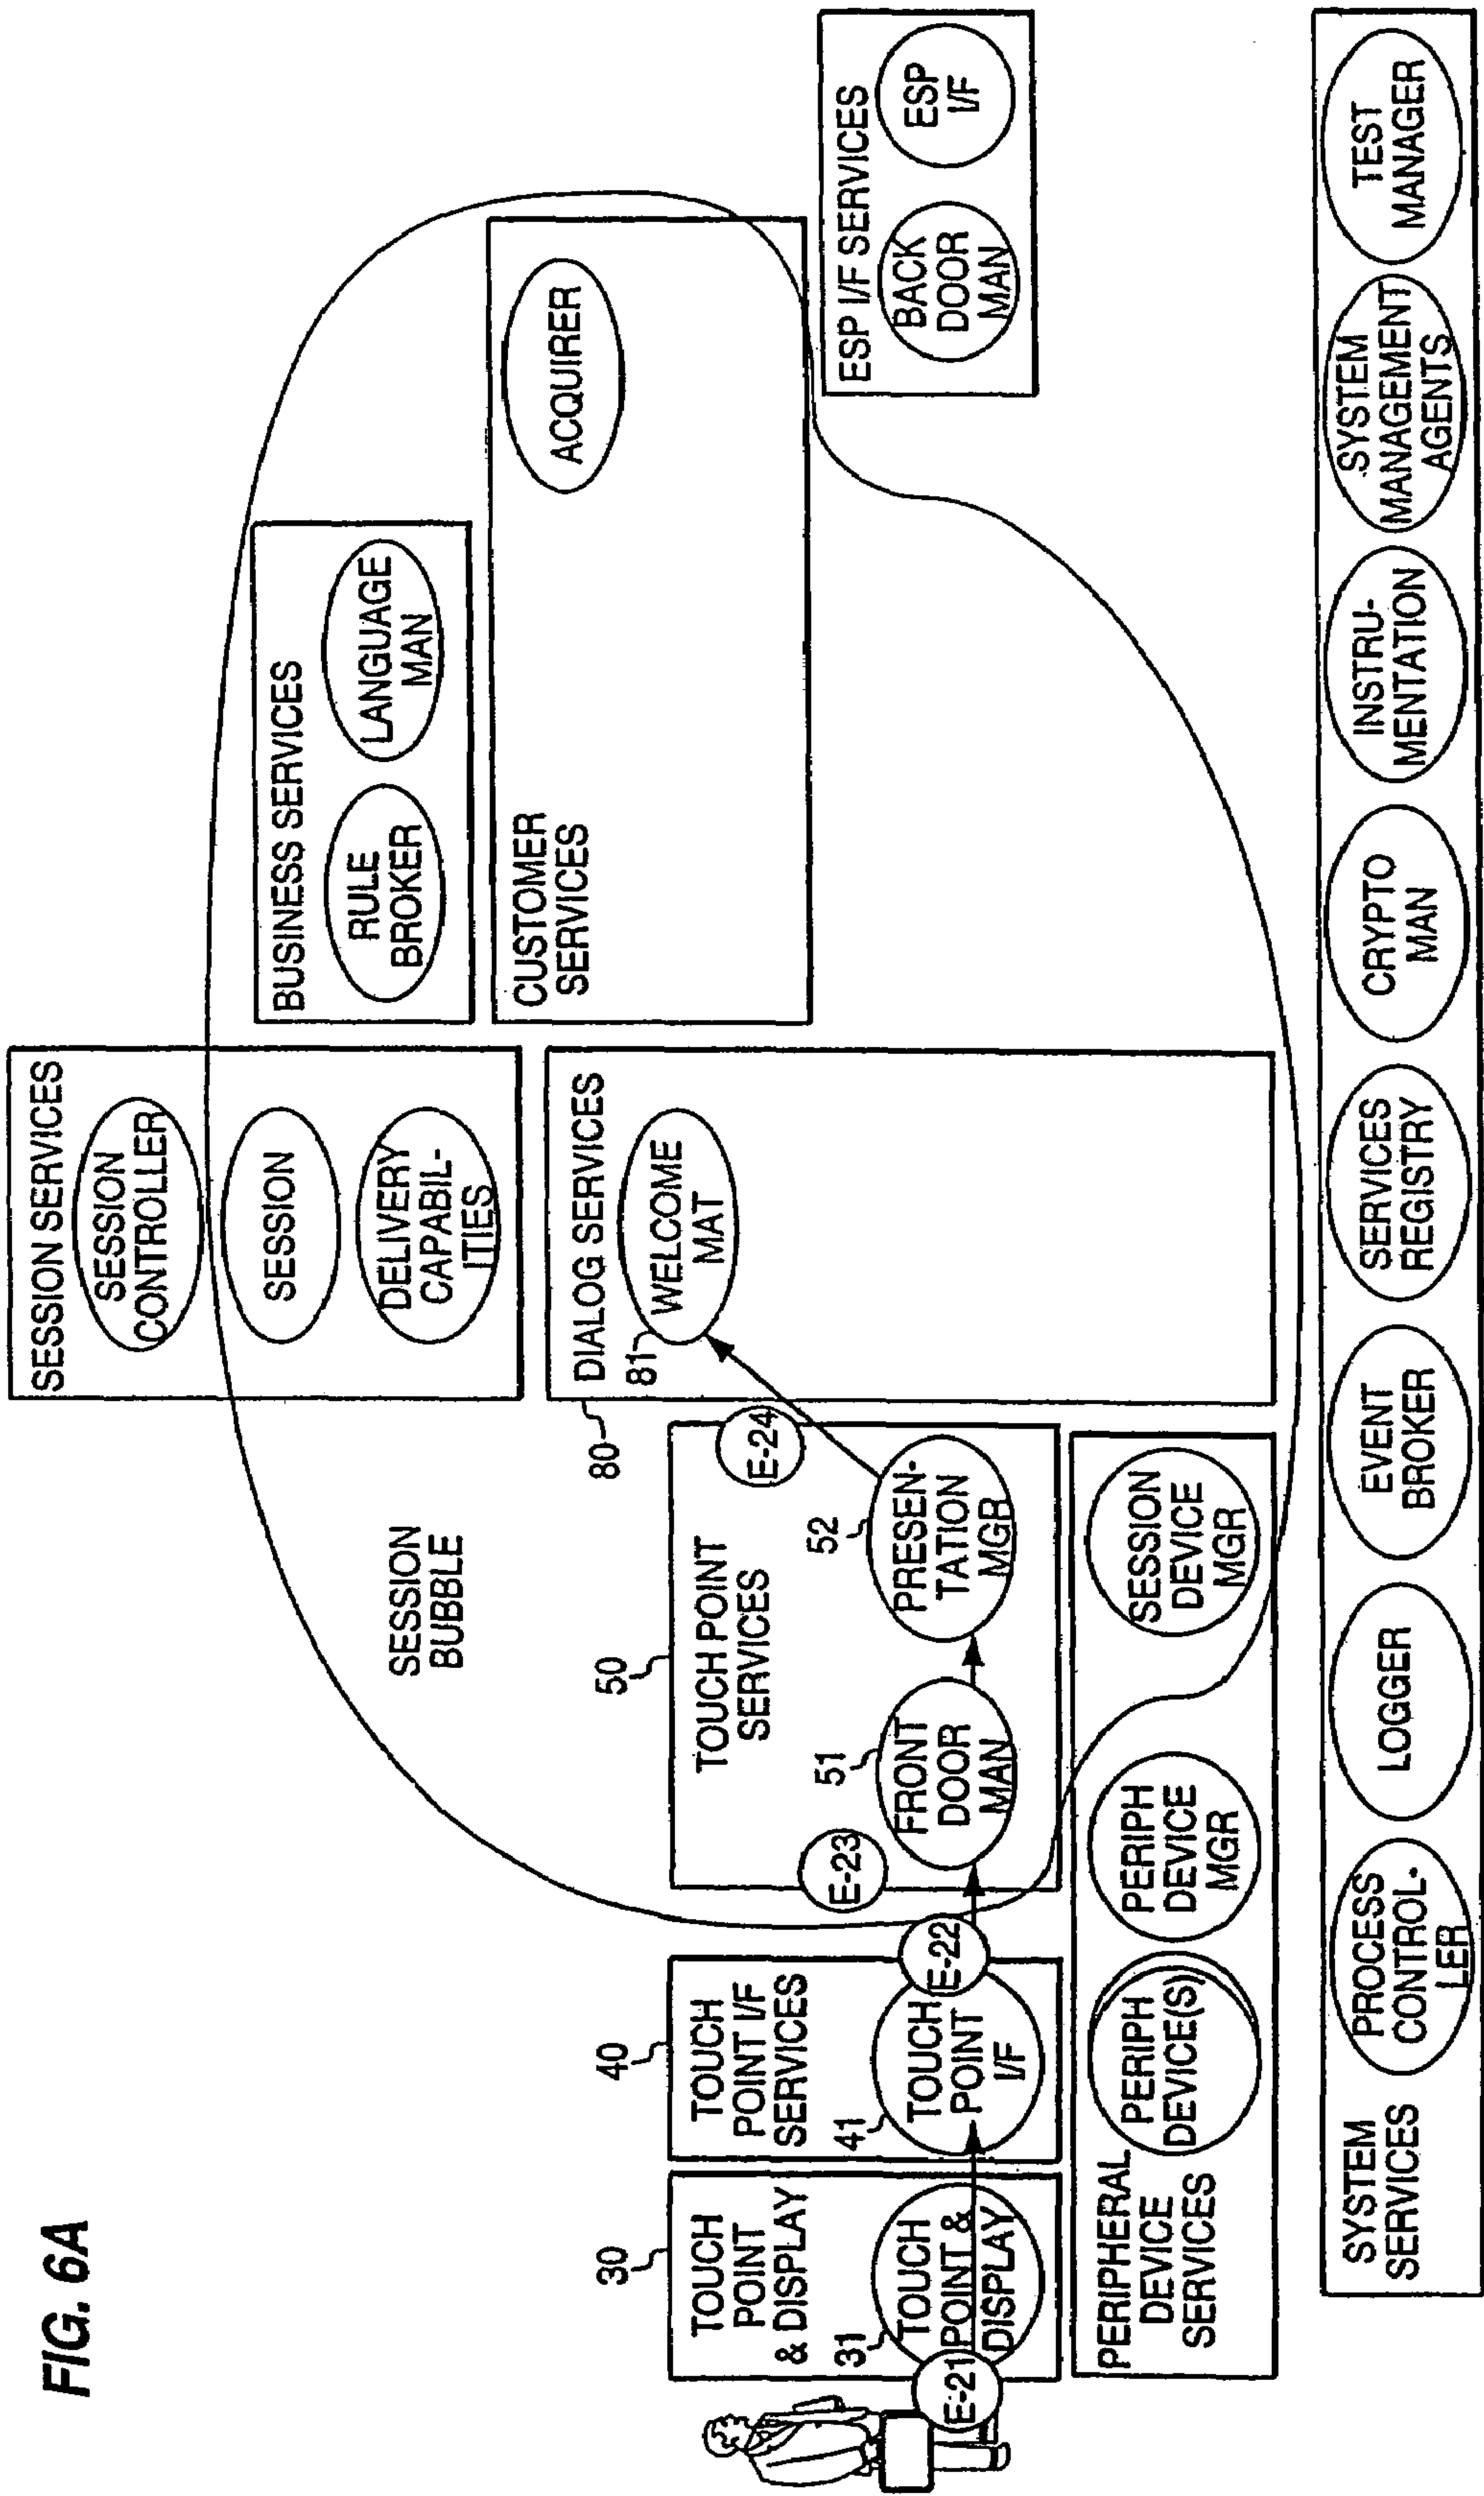 FIG. 6A
SESSION SERVICES
SESSION
CONTROLLER
SESSION
DELIVERY
CAPABIL-
ITIES
BUSINESS SERVICES
RULE
BROKER
LANGUAGE
MAN
SESSION
BUBBLE
CUSTOMER
SERVICES
ACQUIRER
80
DIALOG SERVICES
81
WELCOME
MAT
30
TOUCH
POINT
& DISPLAY
31
TOUCH
POINT &
DISPLAY
E-21
40
TOUCH
POINT I/F
SERVICES
41
TOUCH
POINT
I/F
E-22
50
TOUCH POINT
SERVICES
E-23
51
FRONT
DOOR
MAN
52
PRESEN-
TATION
MGR
E-24
ESP I/F SERVICES
BACK
DOOR
MAN
ESP
I/F
PERIPHERAL
DEVICE
SERVICES
PERIPH
DEVICE(S)
PERIPH
DEVICE
MGR
SESSION
DEVICE
MGR
SYSTEM
SERVICES
PROCESS
CONTROL-
LER
LOGGER
EVENT
BROKER
SERVICES
REGISTRY
CRYPTO
MAN
INSTRU-
MENTATION
SYSTEM
MANAGEMENT
AGENTS
TEST
MANAGER